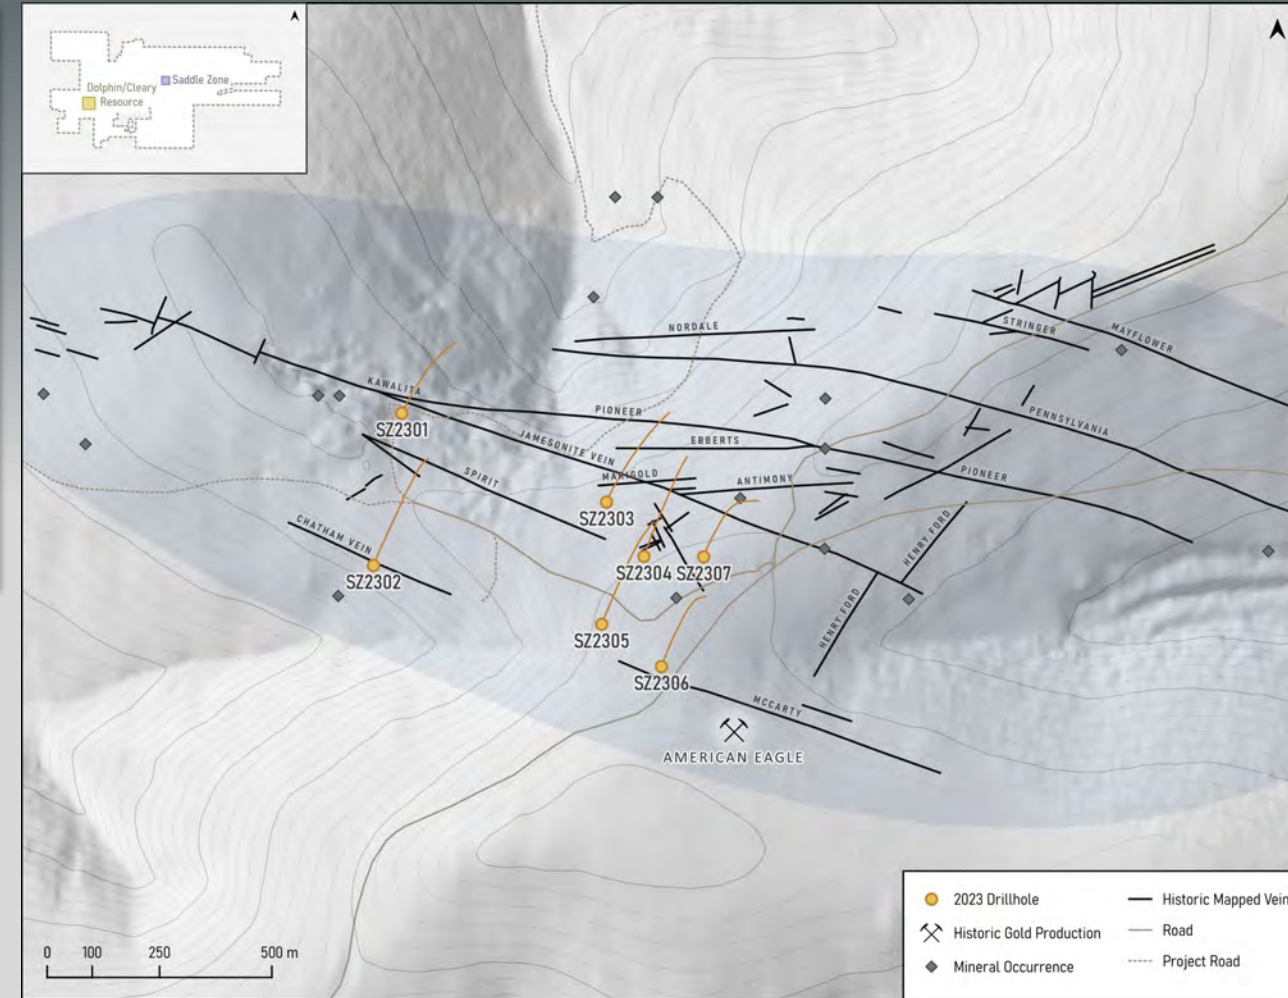 Saddle Zone
Dolphin/Cleary
Resource
NORDALE
STRINGER
MAYFLOWER
KAWALITA
PIONEER
PENNSYLVANIA
SZ2301
JAMESONITE VEIN
EBBERTS
SPIRIT
MARIGOLD
ANTIMONY
PIONEER
SZ2303
CHATHAM VEIN
HENRY FORD
SZ2302
SZ2304
SZ2307
HENRY FORD
SZ2305
SZ2306
MCCARTY
AMERICAN EAGLE
2023 Drillhole
Historic Gold Production
Mineral Occurrence
Historic Mapped Vein
Road
Project Road
0 100 250 500 m